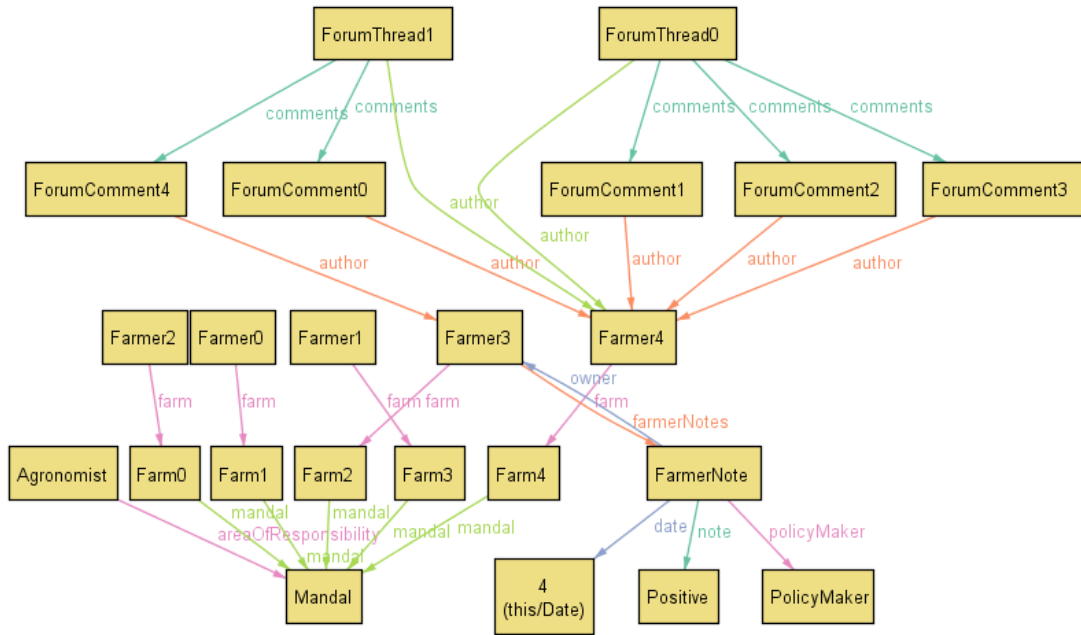 ForumThread1
ForumThread0
comments
comments
comments
comments
comments
ForumComment4
ForumComment0
ForumComment1
ForumComment2
ForumComment3
author
author
author
author
author
author
author
Farmer2
Farmer0
Farmer1
Farmer3
Farmer4
owner
farm
farm
farm
farm
farm
farmerNotes
Agronomist
Farm0
Farm1
Farm2
Farm3
Farm4
FarmerNote
mandal
mandal
areaOfResponsibility
mandal
mandal
mandal
date
note
policyMaker
Mandal
4
(this/Date)
Positive
PolicyMaker